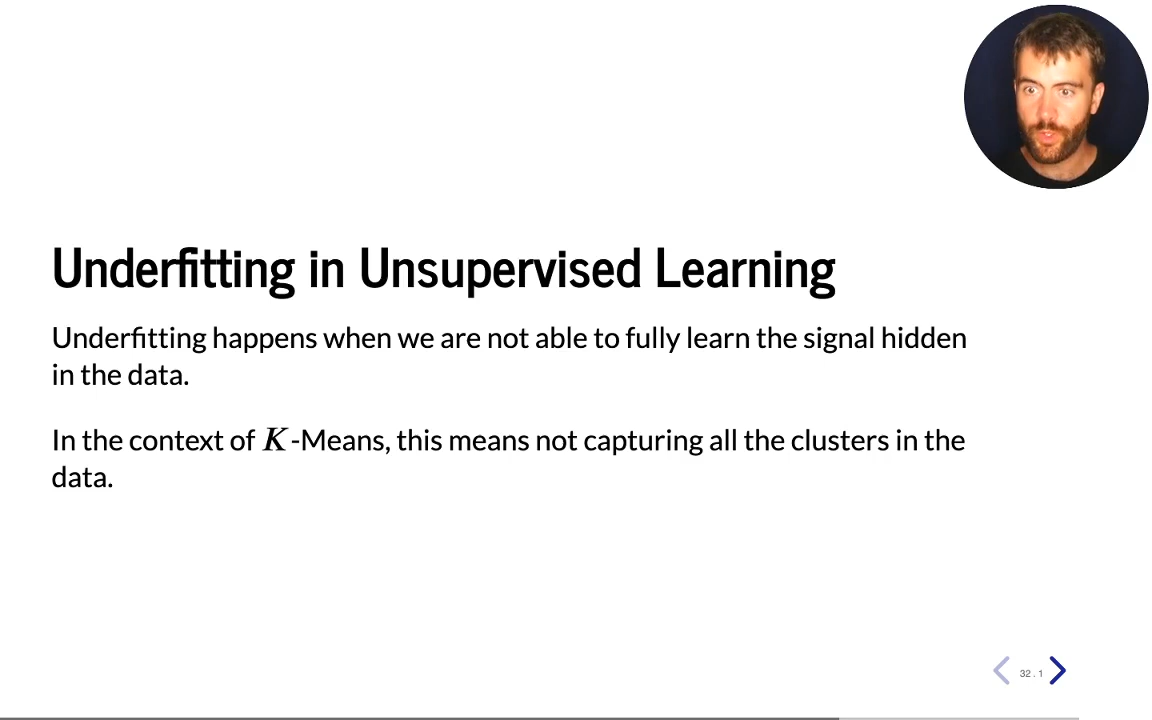 Underfitting in Unsupervised Learning
Underfitting happens when we are not able to fully learn the signal hidden
in the data.
In the context of K-Means, this means not capturing all the clusters in the
data.
32 . 1